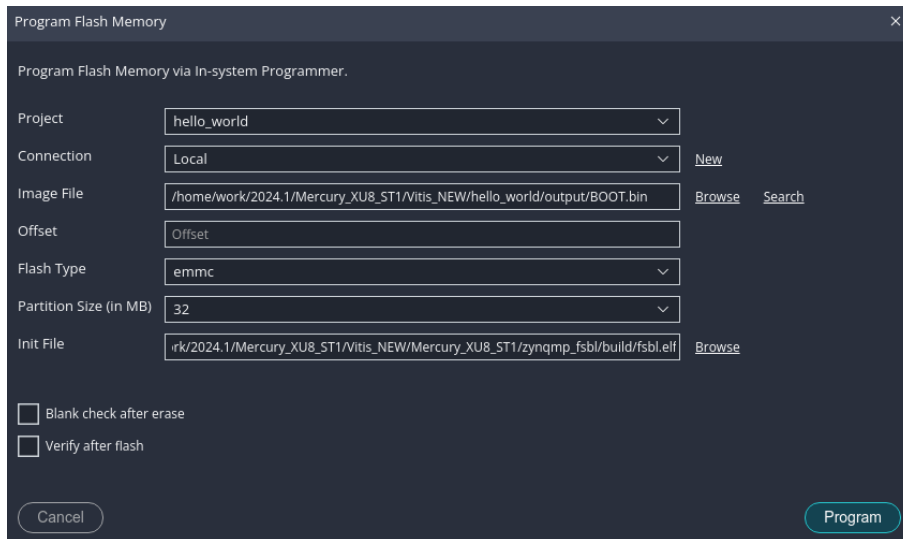 Program Flash Memory ×
Program Flash Memory via In-system Programmer.
Project hello_world
Connection Local New
Image File /home/work/2024.1/Mercury_XU8_ST1/Vitis_NEW/hello_world/output/BOOT.bin Browse Search
Offset Offset
Flash Type emmc
Partition Size (in MB) 32
Init File rk/2024.1/Mercury_XU8_ST1/Vitis_NEW/Mercury_XU8_ST1/zynqmp_fsbl/build/fsbl.elf Browse
Blank check after erase
Verify after flash
Cancel Program